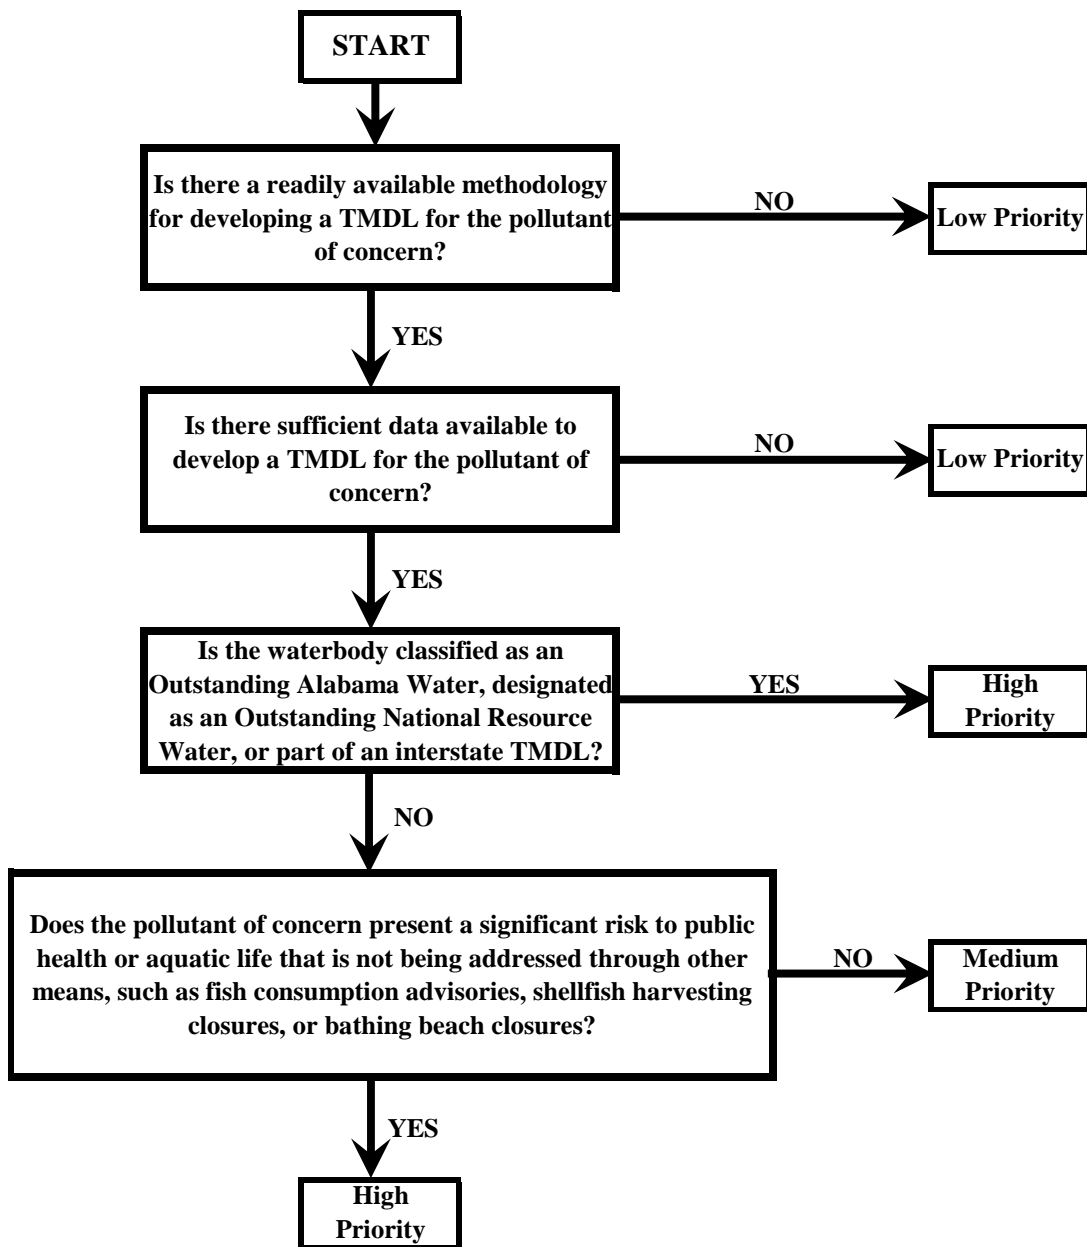 START
Is there a readily available methodology
for developing a TMDL for the pollutant
of concern?
NO
Low Priority
YES
Is there sufficient data available to
develop a TMDL for the pollutant of
concern?
NO
Low Priority
YES
Is the waterbody classified as an
Outstanding Alabama Water, designated
as an Outstanding National Resource
Water, or part of an interstate TMDL?
YES
High
Priority
NO
Does the pollutant of concern present a significant risk to public
health or aquatic life that is not being addressed through other
means, such as fish consumption advisories, shellfish harvesting
closures, or bathing beach closures?
NO
Medium
Priority
YES
High
Priority